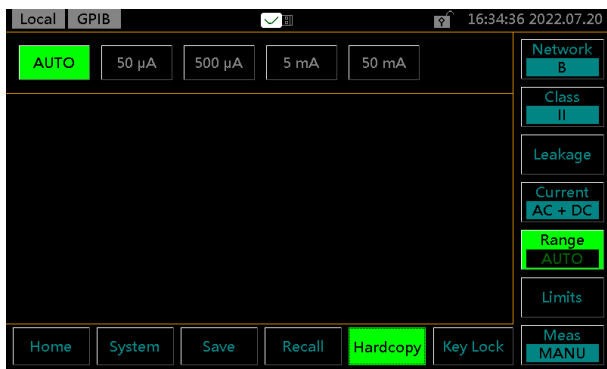 Local GPIB 16:34:36 2022.07.20
AUTO 50 µA 500 µA 5 mA 50 mA
Network
B
Class
II
Leakage
Current
AC + DC
Range
AUTO
Limits
Meas
MANU
Home System Save Recall Hardcopy Key Lock